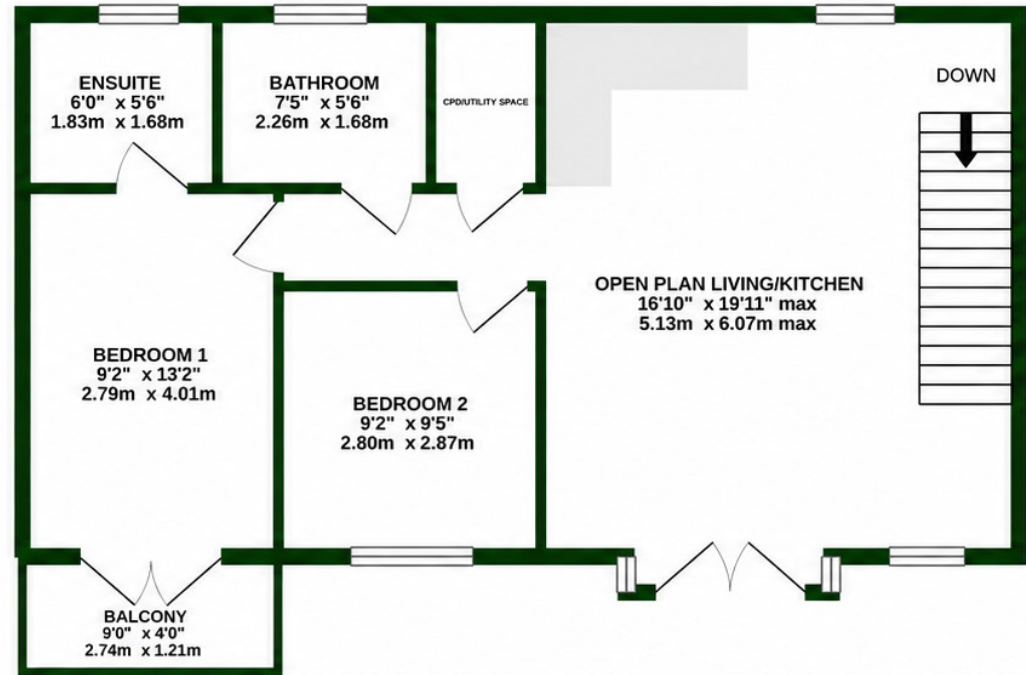 ENSUITE
6'0" x 5'6"
1.83m x 1.68m
BATHROOM
7'5" x 5'6"
2.26m x 1.68m
CPD/UTILITY SPACE
DOWN
OPEN PLAN LIVING/KITCHEN
16'10" x 19'11" max
5.13m x 6.07m max
BEDROOM 1
9'2" x 13'2"
2.79m x 4.01m
BEDROOM 2
9'2" x 9'5"
2.80m x 2.87m
BALCONY
9'0" x 4'0"
2.74m x 1.21m